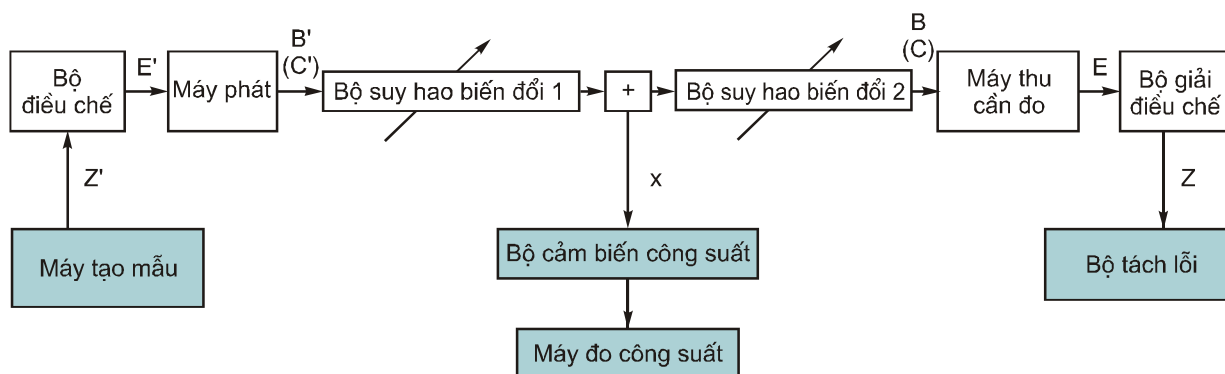 Bộ
điều chế
E'
Máy phát
B'
(C')
Bộ suy hao biến đổi 1
+
Bộ suy hao biến đổi 2
B
(C)
Máy thu
cần đo
E
Bộ giải
điều chế
Z'
x
Z
Máy tạo mẫu
Bộ cảm biến công suất
Bộ tách lỗi
Máy đo công suất